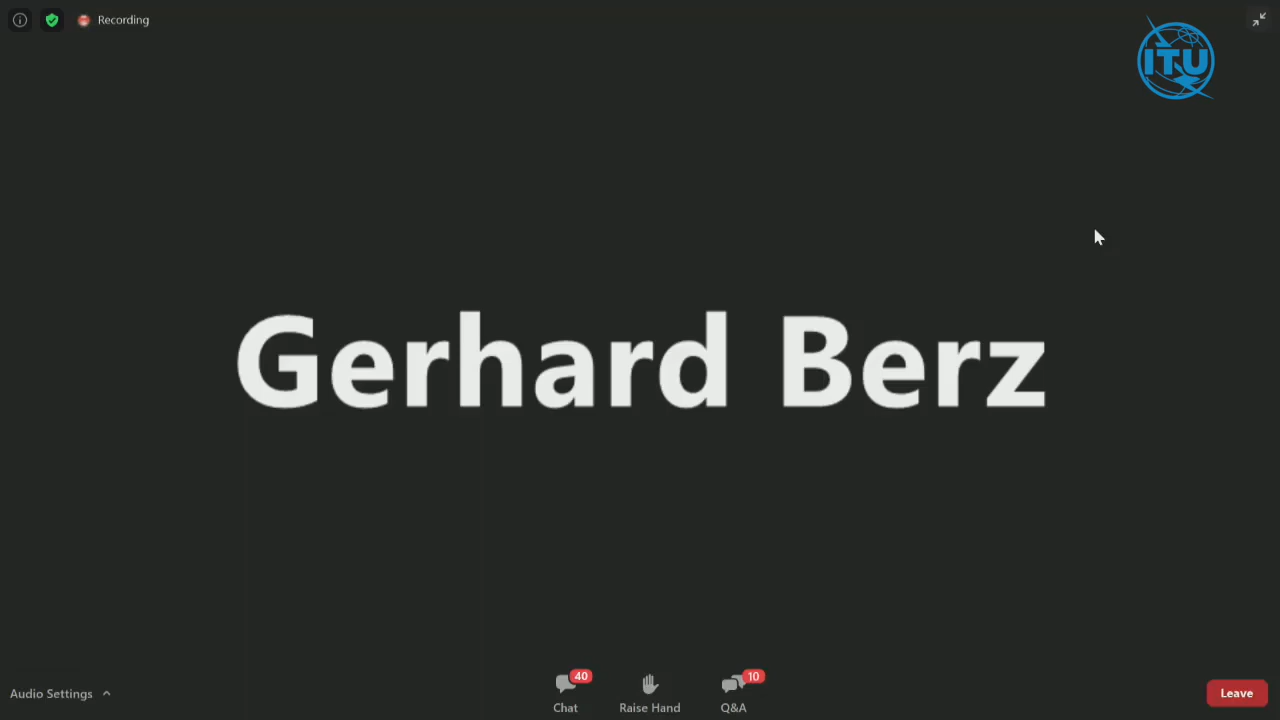 Recording
ITU
Gerhard Berz
Audio Settings
40
10
Chat
Raise Hand
Q&A
Leave